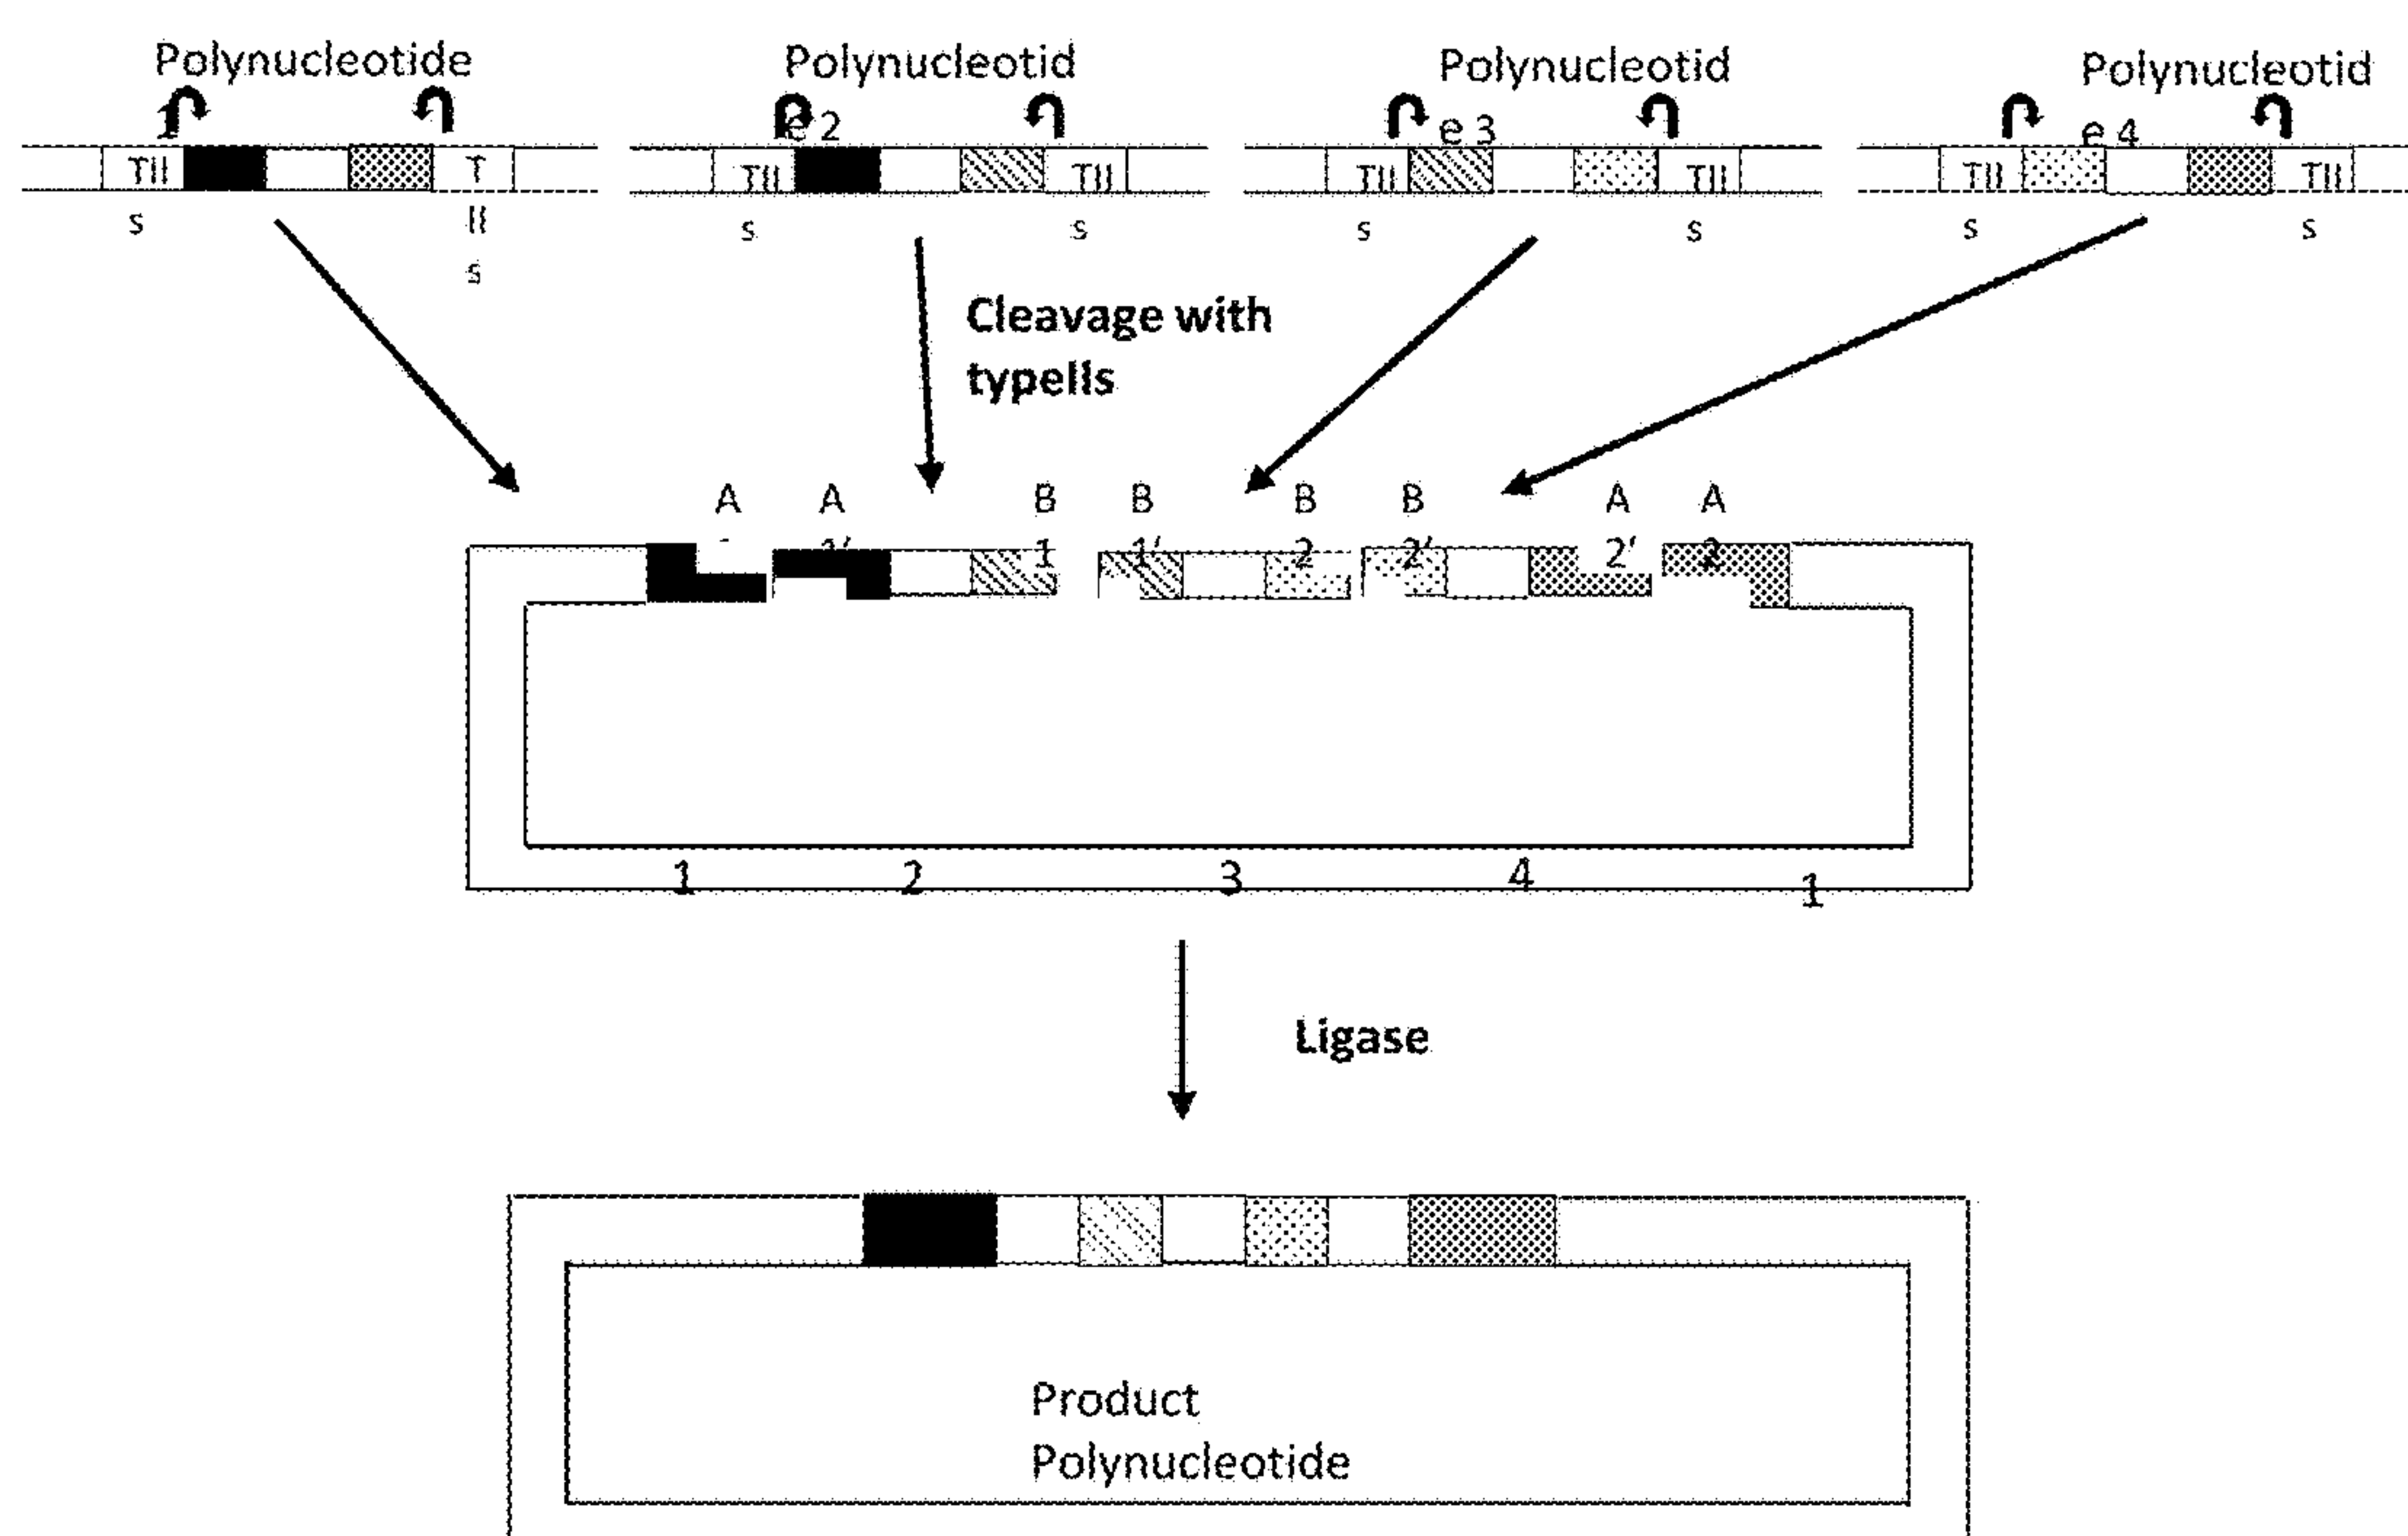 Polynucleotide
1
Polynucleotid
e 2
Polynucleotid
e 3
Polynucleotid
e 4
TII
s
T
II
s
TII
s
TII
s
TII
s
TII
s
TII
s
TII
s
Cleavage with
typeIIs
A
A
1'
B
1
B
1'
B
2
B
2'
A
2'
A
2
1
2
3
4
1
Ligase
Product
Polynucleotide